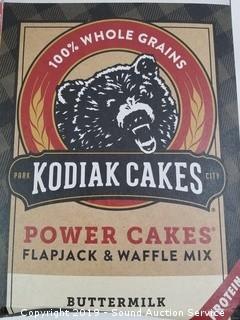 100% WHOLE GRAINS
PARK CITY
KODIAK CAKES®
POWER CAKES®
FLAPJACK & WAFFLE MIX
BUTTERMILK
PROTEIN
Copyright 2019 - Sound Auction Service